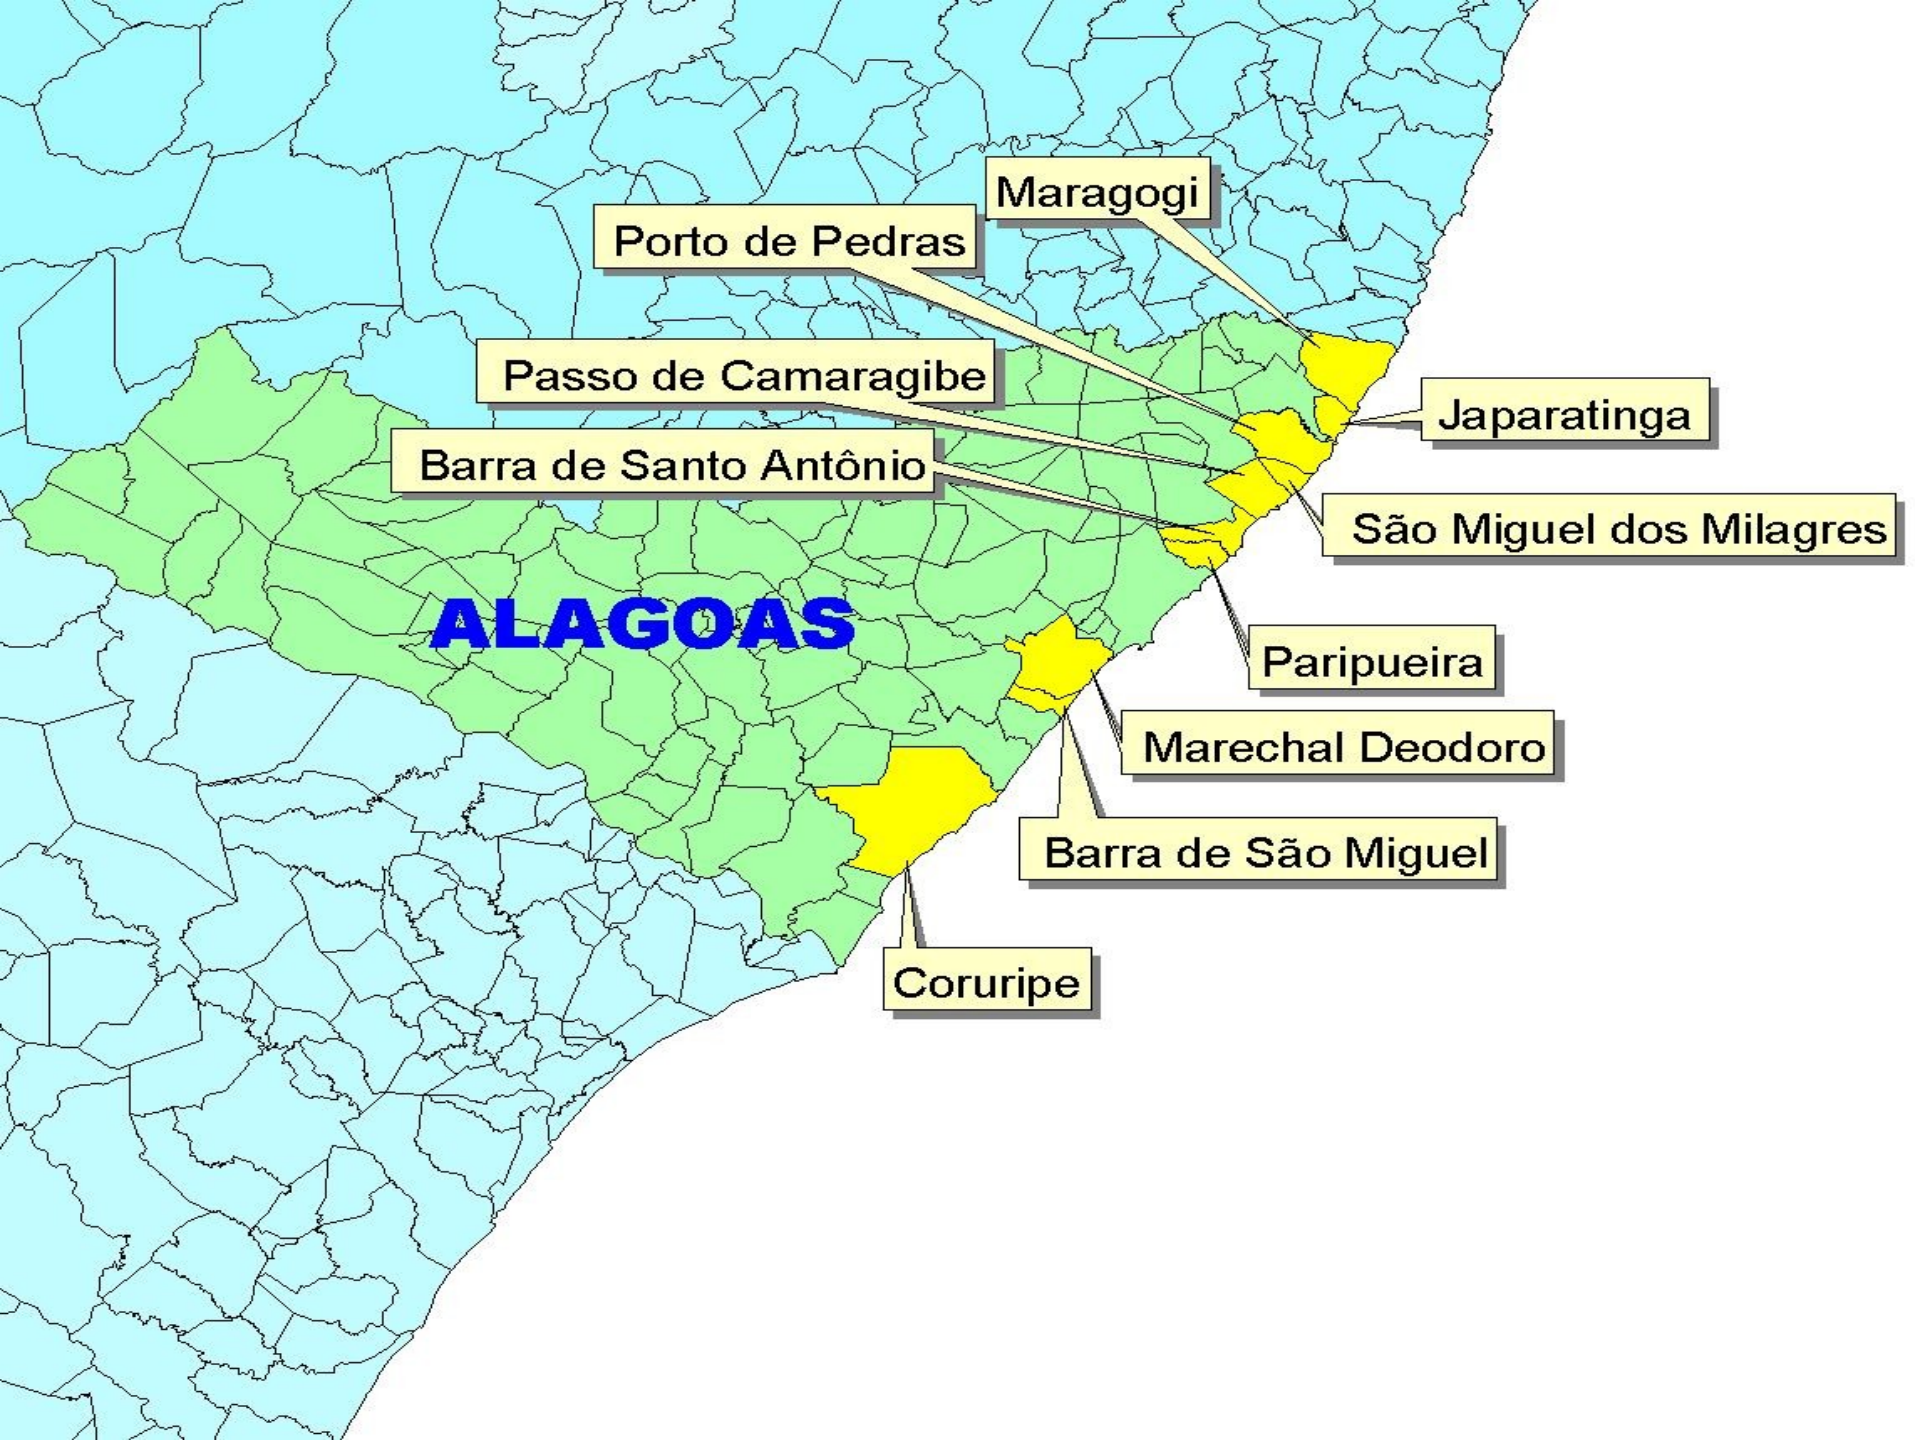 Maragogi
Porto de Pedras
Passo de Camaragibe
Japaratinga
Barra de Santo Antônio
São Miguel dos Milagres
ALAGOAS
Paripueira
Marechal Deodoro
Barra de São Miguel
Coruripe